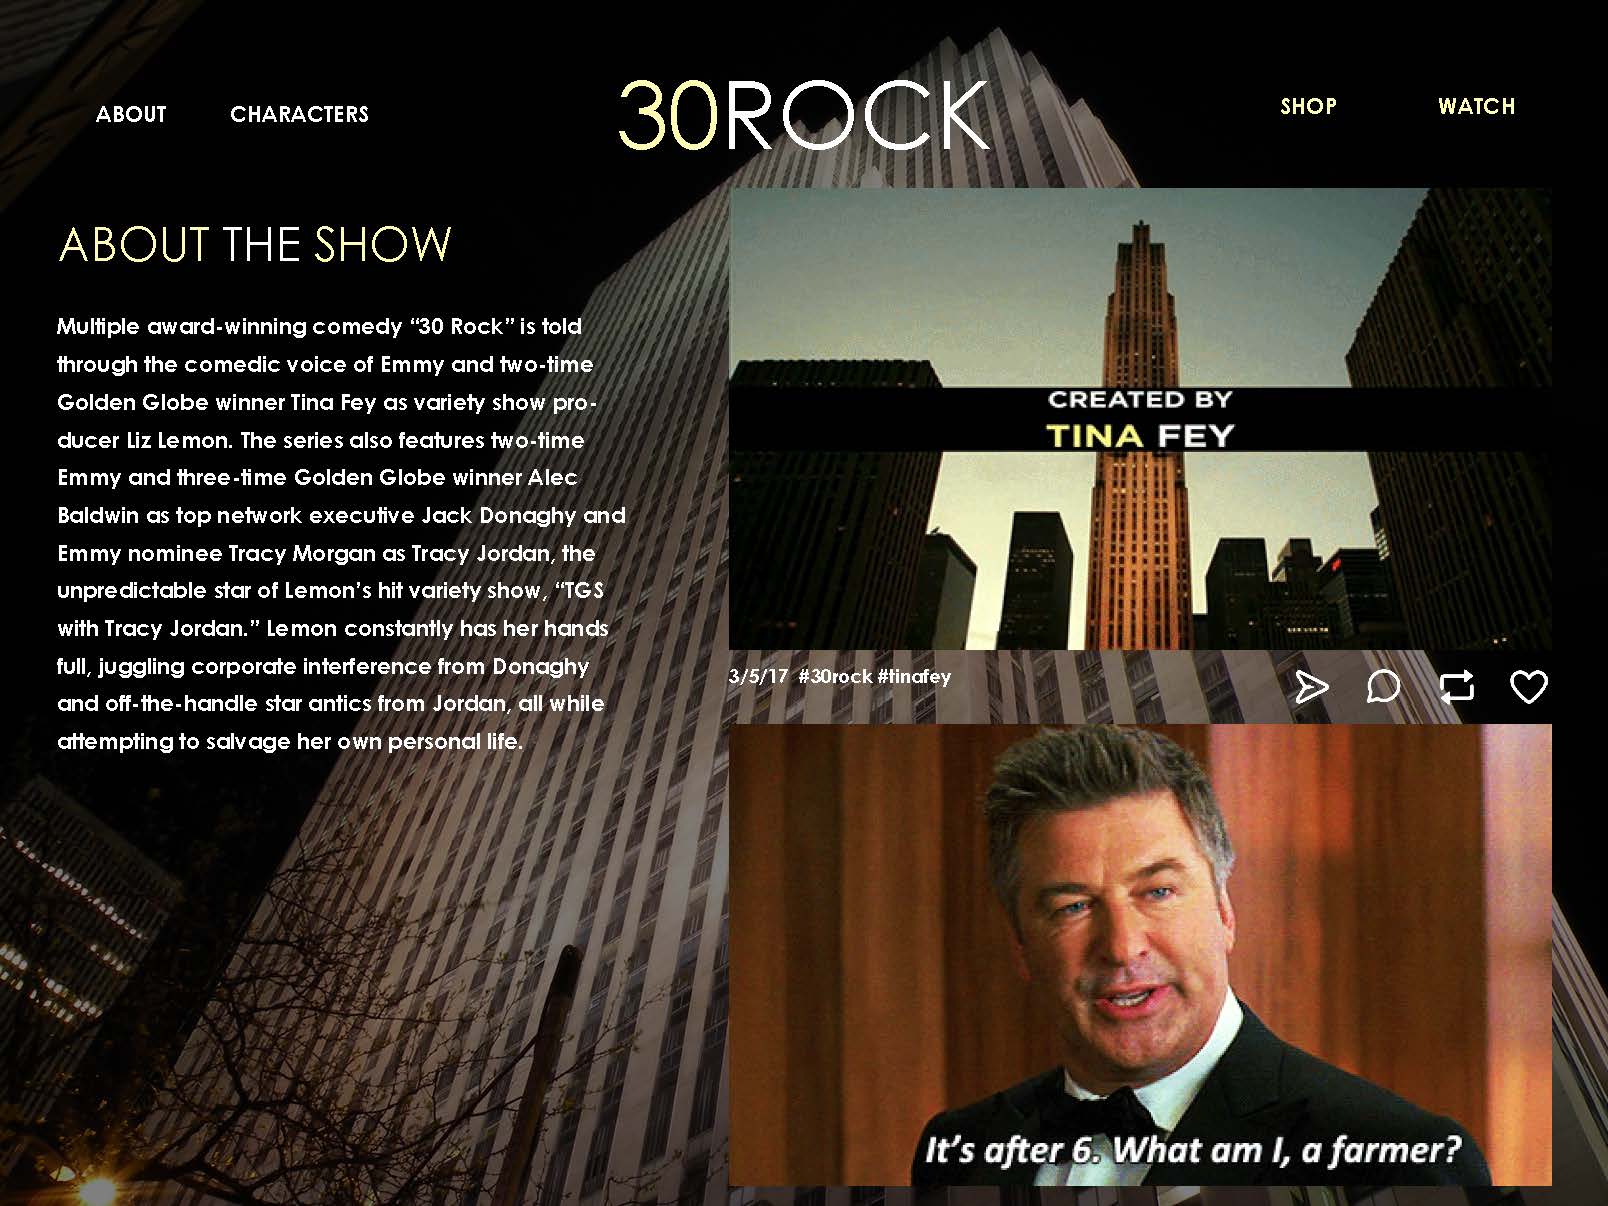 ABOUT CHARACTERS 30ROCK SHOP WATCH
ABOUT THE SHOW
Multiple award-winning comedy “30 Rock” is told
through the comedic voice of Emmy and two-time
Golden Globe winner Tina Fey as variety show pro-
ducer Liz Lemon. The series also features two-time
Emmy and three-time Golden Globe winner Alec
Baldwin as top network executive Jack Donaghy and
Emmy nominee Tracy Morgan as Tracy Jordan, the
unpredictable star of Lemon’s hit variety show, “TGS
with Tracy Jordan.” Lemon constantly has her hands
full, juggling corporate interference from Donaghy
and off-the-handle star antics from Jordan, all while
attempting to salvage her own personal life.
CREATED BY
TINA FEY
3/5/17 #30rock #tinafey
It’s after 6. What am I, a farmer?